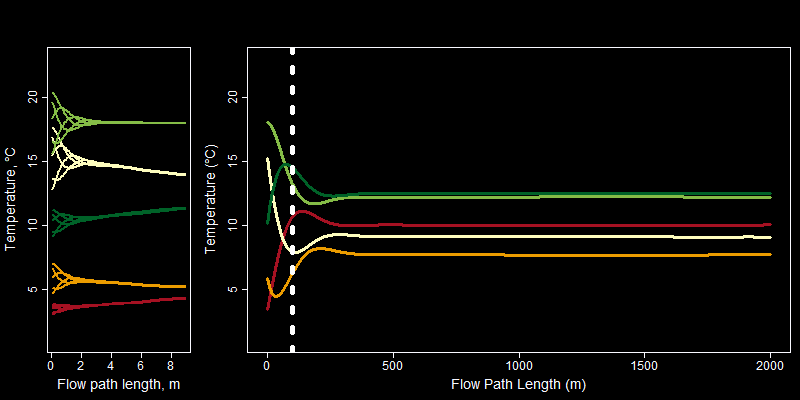 Temperature, °C
20
15
10
5
0 2 4 6 8
Flow path length, m
Temperature (°C)
20
15
10
5
0 500 1000 1500 2000
Flow Path Length (m)